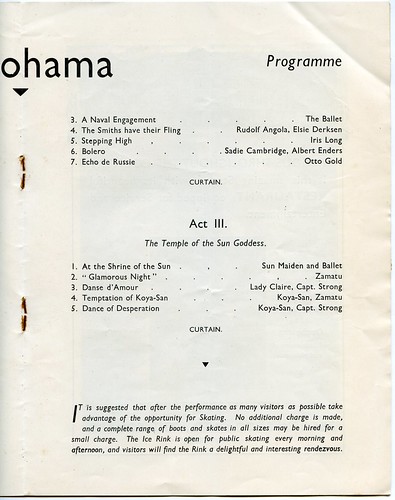 ohama
Programme
3. A Naval Engagement . . . . The Ballet
4. The Smiths have their Fling . . Rudolf Angola, Elsie Derksen
5. Stepping High . . . . . Iris Long
6. Bolero . . . . Sadie Cambridge, Albert Enders
7. Echo de Russie . . . . . Otto Gold
CURTAIN.
Act III.
The Temple of the Sun Goddess.
1. At the Shrine of the Sun . . . Sun Maiden and Ballet
2. “ Glamorous Night ” . . . . . Zamatu
3. Danse d’Amour . . . . Lady Claire, Capt. Strong
4. Temptation of Koya-San . . . Koya-San, Zamatu
5. Dance of Desperation . . . Koya-San, Capt. Strong
CURTAIN.
IT is suggested that after the performance as many visitors as possible take
advantage of the opportunity for Skating. No additional charge is made,
and a complete range of boots and skates in all sizes may be hired for a
small charge. The Ice Rink is open for public skating every morning and
afternoon, and visitors will find the Rink a delightful and interesting rendezvous.